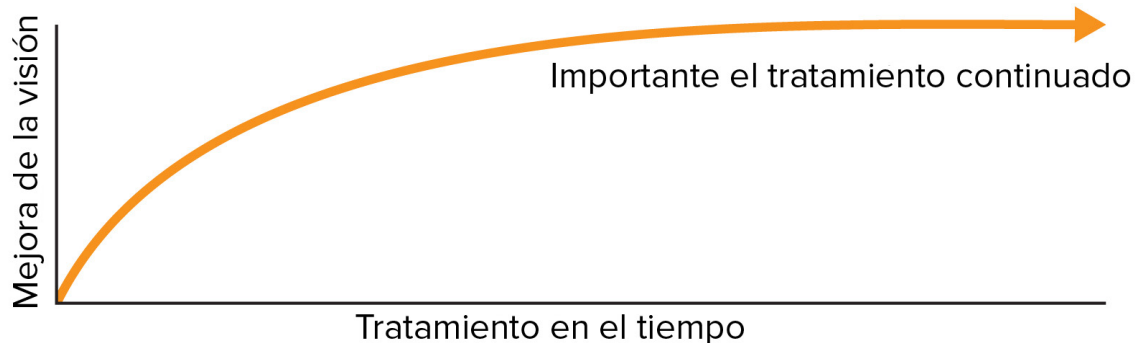 Mejora de la visión
Importante el tratamiento continuado
Tratamiento en el tiempo